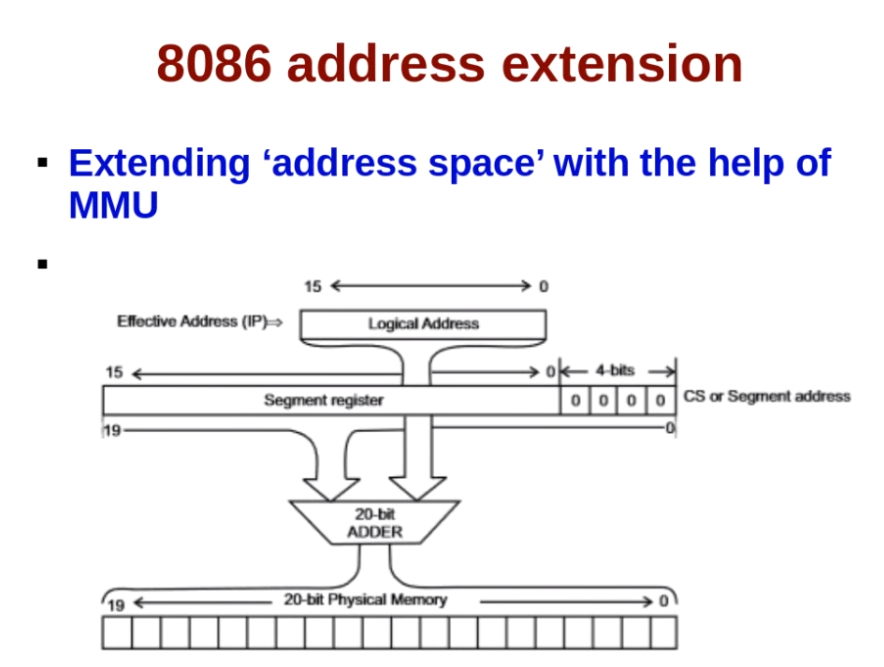 8086 address extension
Extending ‘address space’ with the help of
MMU
15 0
Effective Address (IP)⇒ Logical Address
15 0 4-bits
Segment register 0 0 0 0 CS or Segment address
19 0
20-bit
ADDER
19 20-bit Physical Memory 0